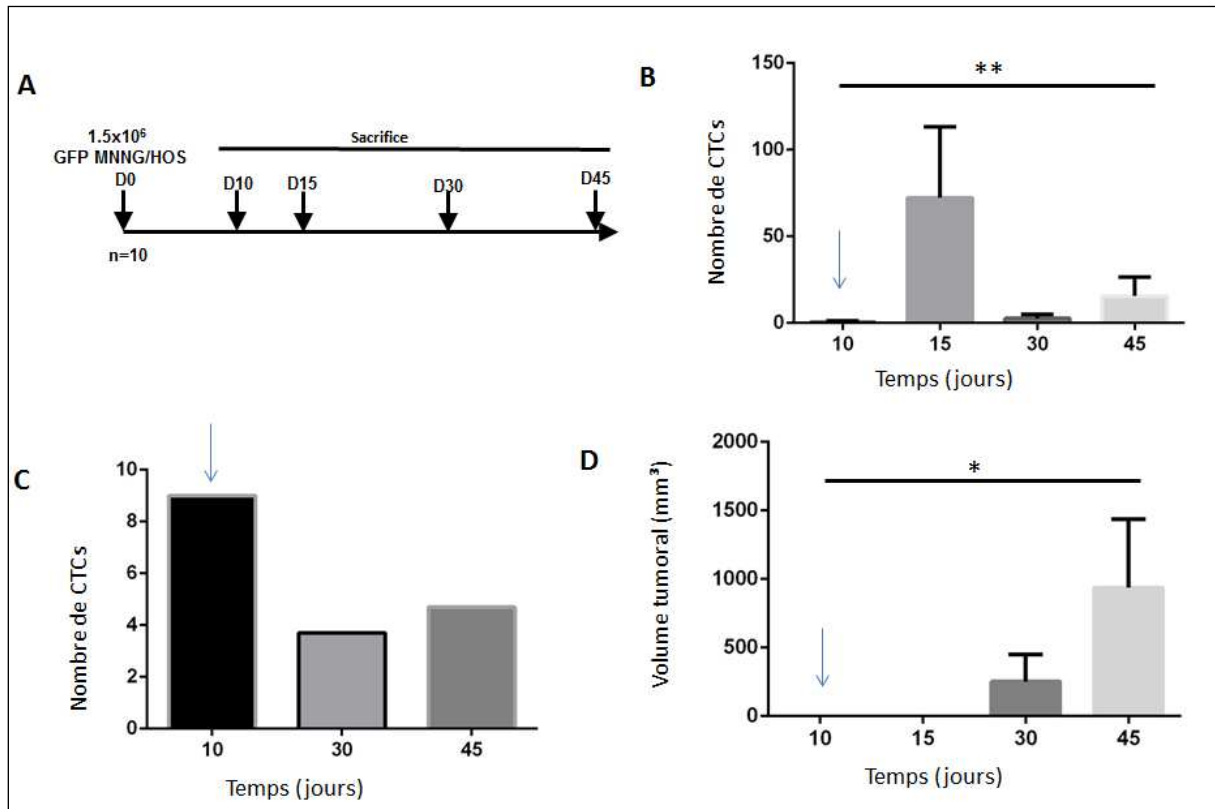 A
1.5x10⁶
GFP MNNG/HOS
Sacrifice
D0
D10
D15
D30
D45
n=10
B
**
150
100
50
0
Nombre de CTCs
10
15
30
45
Temps (jours)
C
10
8
6
4
2
0
Nombre de CTCs
10
30
45
Temps (jours)
D
*
2000
1500
1000
500
0
Volume tumoral (mm³)
10
15
30
45
Temps (jours)